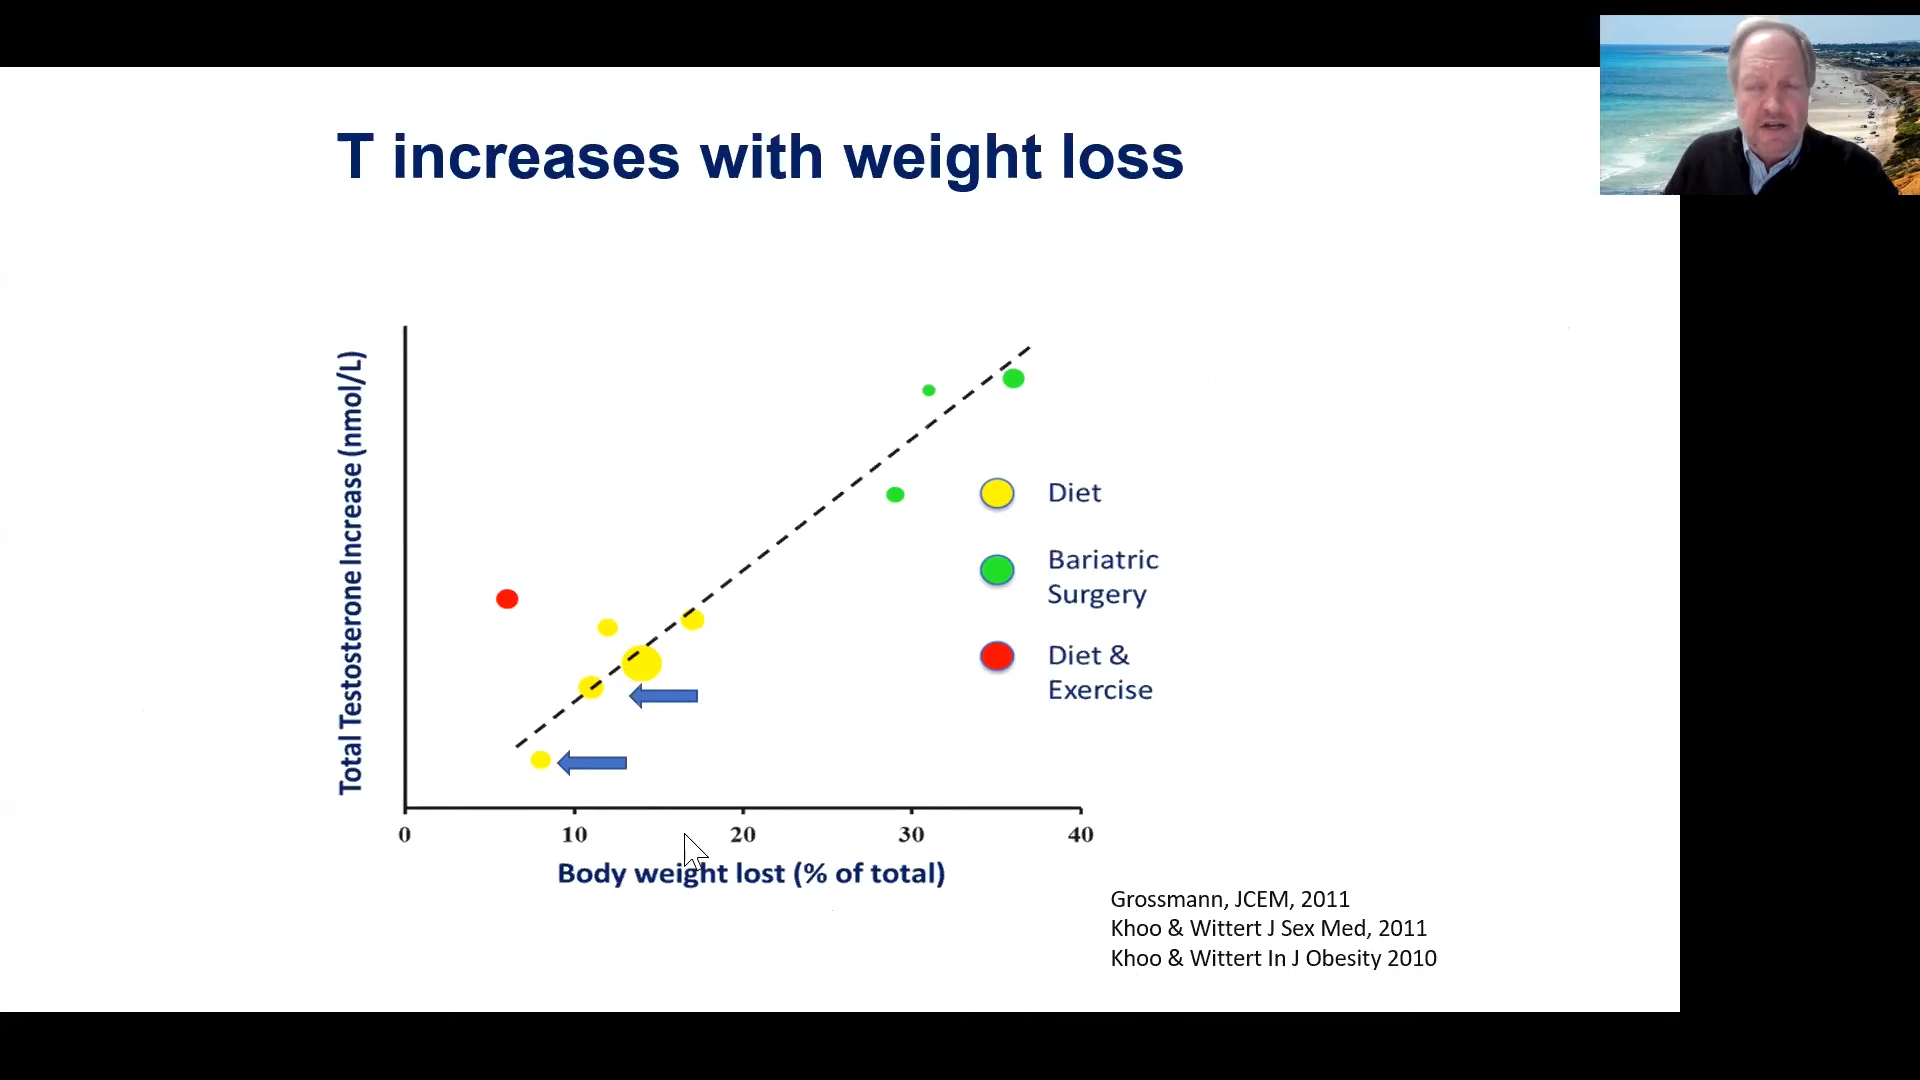 T increases with weight loss
Total Testosterone Increase (nmol/L)
Diet
Bariatric
Surgery
Diet &
Exercise
0 10 20 30 40
Body weight lost (% of total)
Grossmann, JCEM, 2011
Khoo & Wittert J Sex Med, 2011
Khoo & Wittert In J Obesity 2010